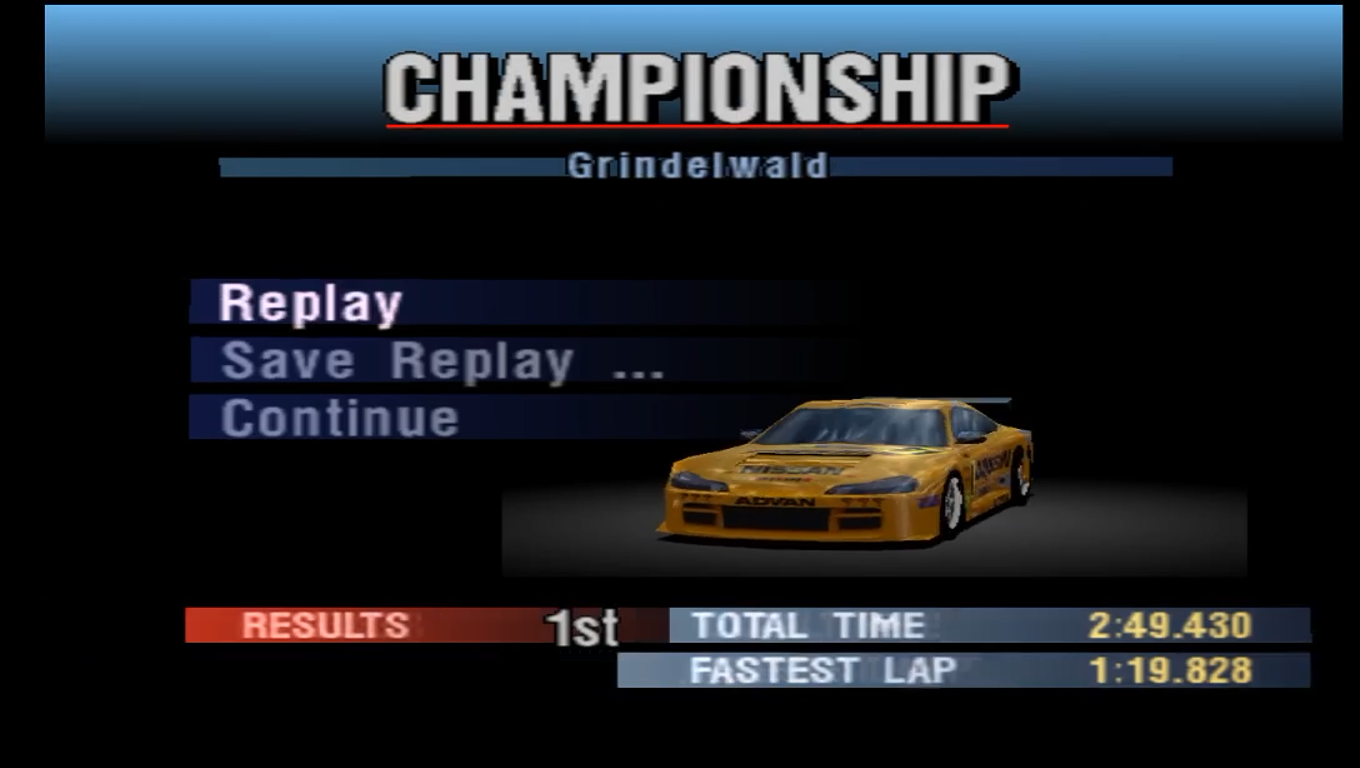 CHAMPIONSHIP
Grindelwald
Replay
Save Replay ...
Continue
NISSAN
ADVAN
RESULTS 1st TOTAL TIME 2:49.430
FASTEST LAP 1:19.828